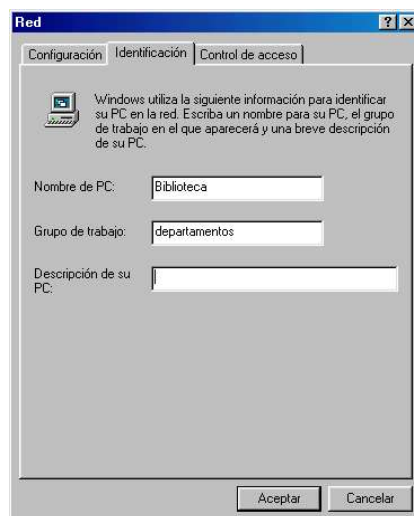 Red
Configuración Identificación Control de acceso
Windows utiliza la siguiente información para identificar
su PC en la red. Escriba un nombre para su PC, el grupo
de trabajo en el que aparecerá y una breve descripción
de su PC.
Nombre de PC: Biblioteca
Grupo de trabajo: departamentos
Descripción de su
PC:
Aceptar Cancelar